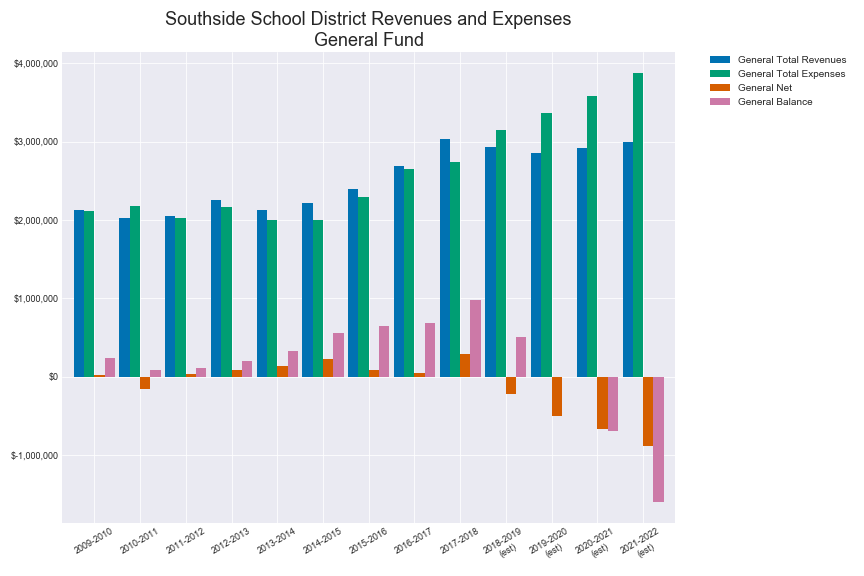 Southside School District Revenues and Expenses
General Fund
$4,000,000
$3,000,000
$2,000,000
$1,000,000
$0
$-1,000,000
2009-2010
2010-2011
2011-2012
2012-2013
2013-2014
2014-2015
2015-2016
2016-2017
2017-2018
2018-2019
(est)
2019-2020
(est)
2020-2021
(est)
2021-2022
(est)
General Total Revenues
General Total Expenses
General Net
General Balance